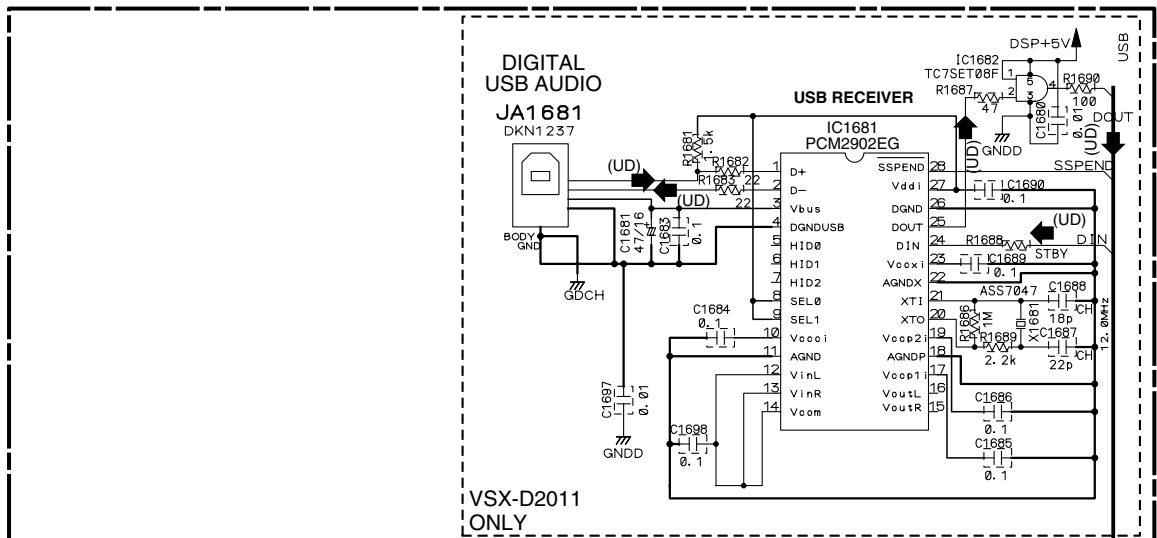 DIGITAL
USB AUDIO
JA1681
DKN1237
BODY
GND
GDCH
(UD)
(UD)
R1681
1.5k
R1682
22
R1683
22
C1681
47/16
C1683
0.1
C1697
0.01
GNDD
C1684
0.1
C1698
0.1
USB RECEIVER
IC1681
PCM2902EG
1 D+
2 D-
3 Vbus
4 DGNDUSB
5 HID0
6 HID1
7 HID2
8 SEL0
9 SEL1
10 Vccci
11 AGND
12 VinL
13 VinR
14 Vcom
SSPEND 28
Vddi 27
DGND 26
DOUT 25
DIN 24
Vccxi 23
AGNDX 22
XTI 21
XTO 20
Vccp2i 19
AGNDP 18
Vccp1i 17
VoutL 16
VoutR 15
DSP+5V
USB
IC1682
TC7SET08F
1
2
5
3
4
R1687
47
R1690
100
C1680
0.01
GNDD
DOUT
(UD)
(UD)
SSPEND
C1690
0.1
(UD)
DIN
R1688
STBY
C1689
0.1
ASS7047
R1686
1M
X1681
12.0MHz
C1688
18p
CH
R1689
2.2k
C1687
22p
CH
C1686
0.1
C1685
0.1
VSX-D2011
ONLY